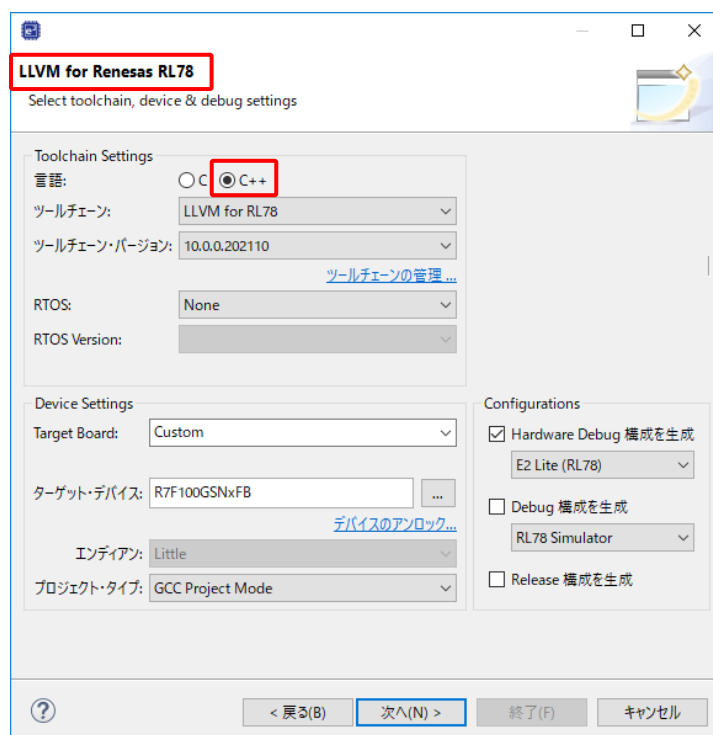 LLVM for Renesas RL78
Select toolchain, device & debug settings
Toolchain Settings
言語: C C++
ツールチェーン: LLVM for RL78
ツールチェーン・バージョン: 10.0.0.202110
ツールチェーンの管理 ...
RTOS: None
RTOS Version:
Device Settings
Target Board: Custom
ターゲット・デバイス: R7F100GSNxFB ...
デバイスのアンロック...
エンディアン: Little
プロジェクト・タイプ: GCC Project Mode
Configurations
Hardware Debug 構成を生成
E2 Lite (RL78)
Debug 構成を生成
RL78 Simulator
Release 構成を生成
? < 戻る(B) 次へ(N) > 終了(F) キャンセル